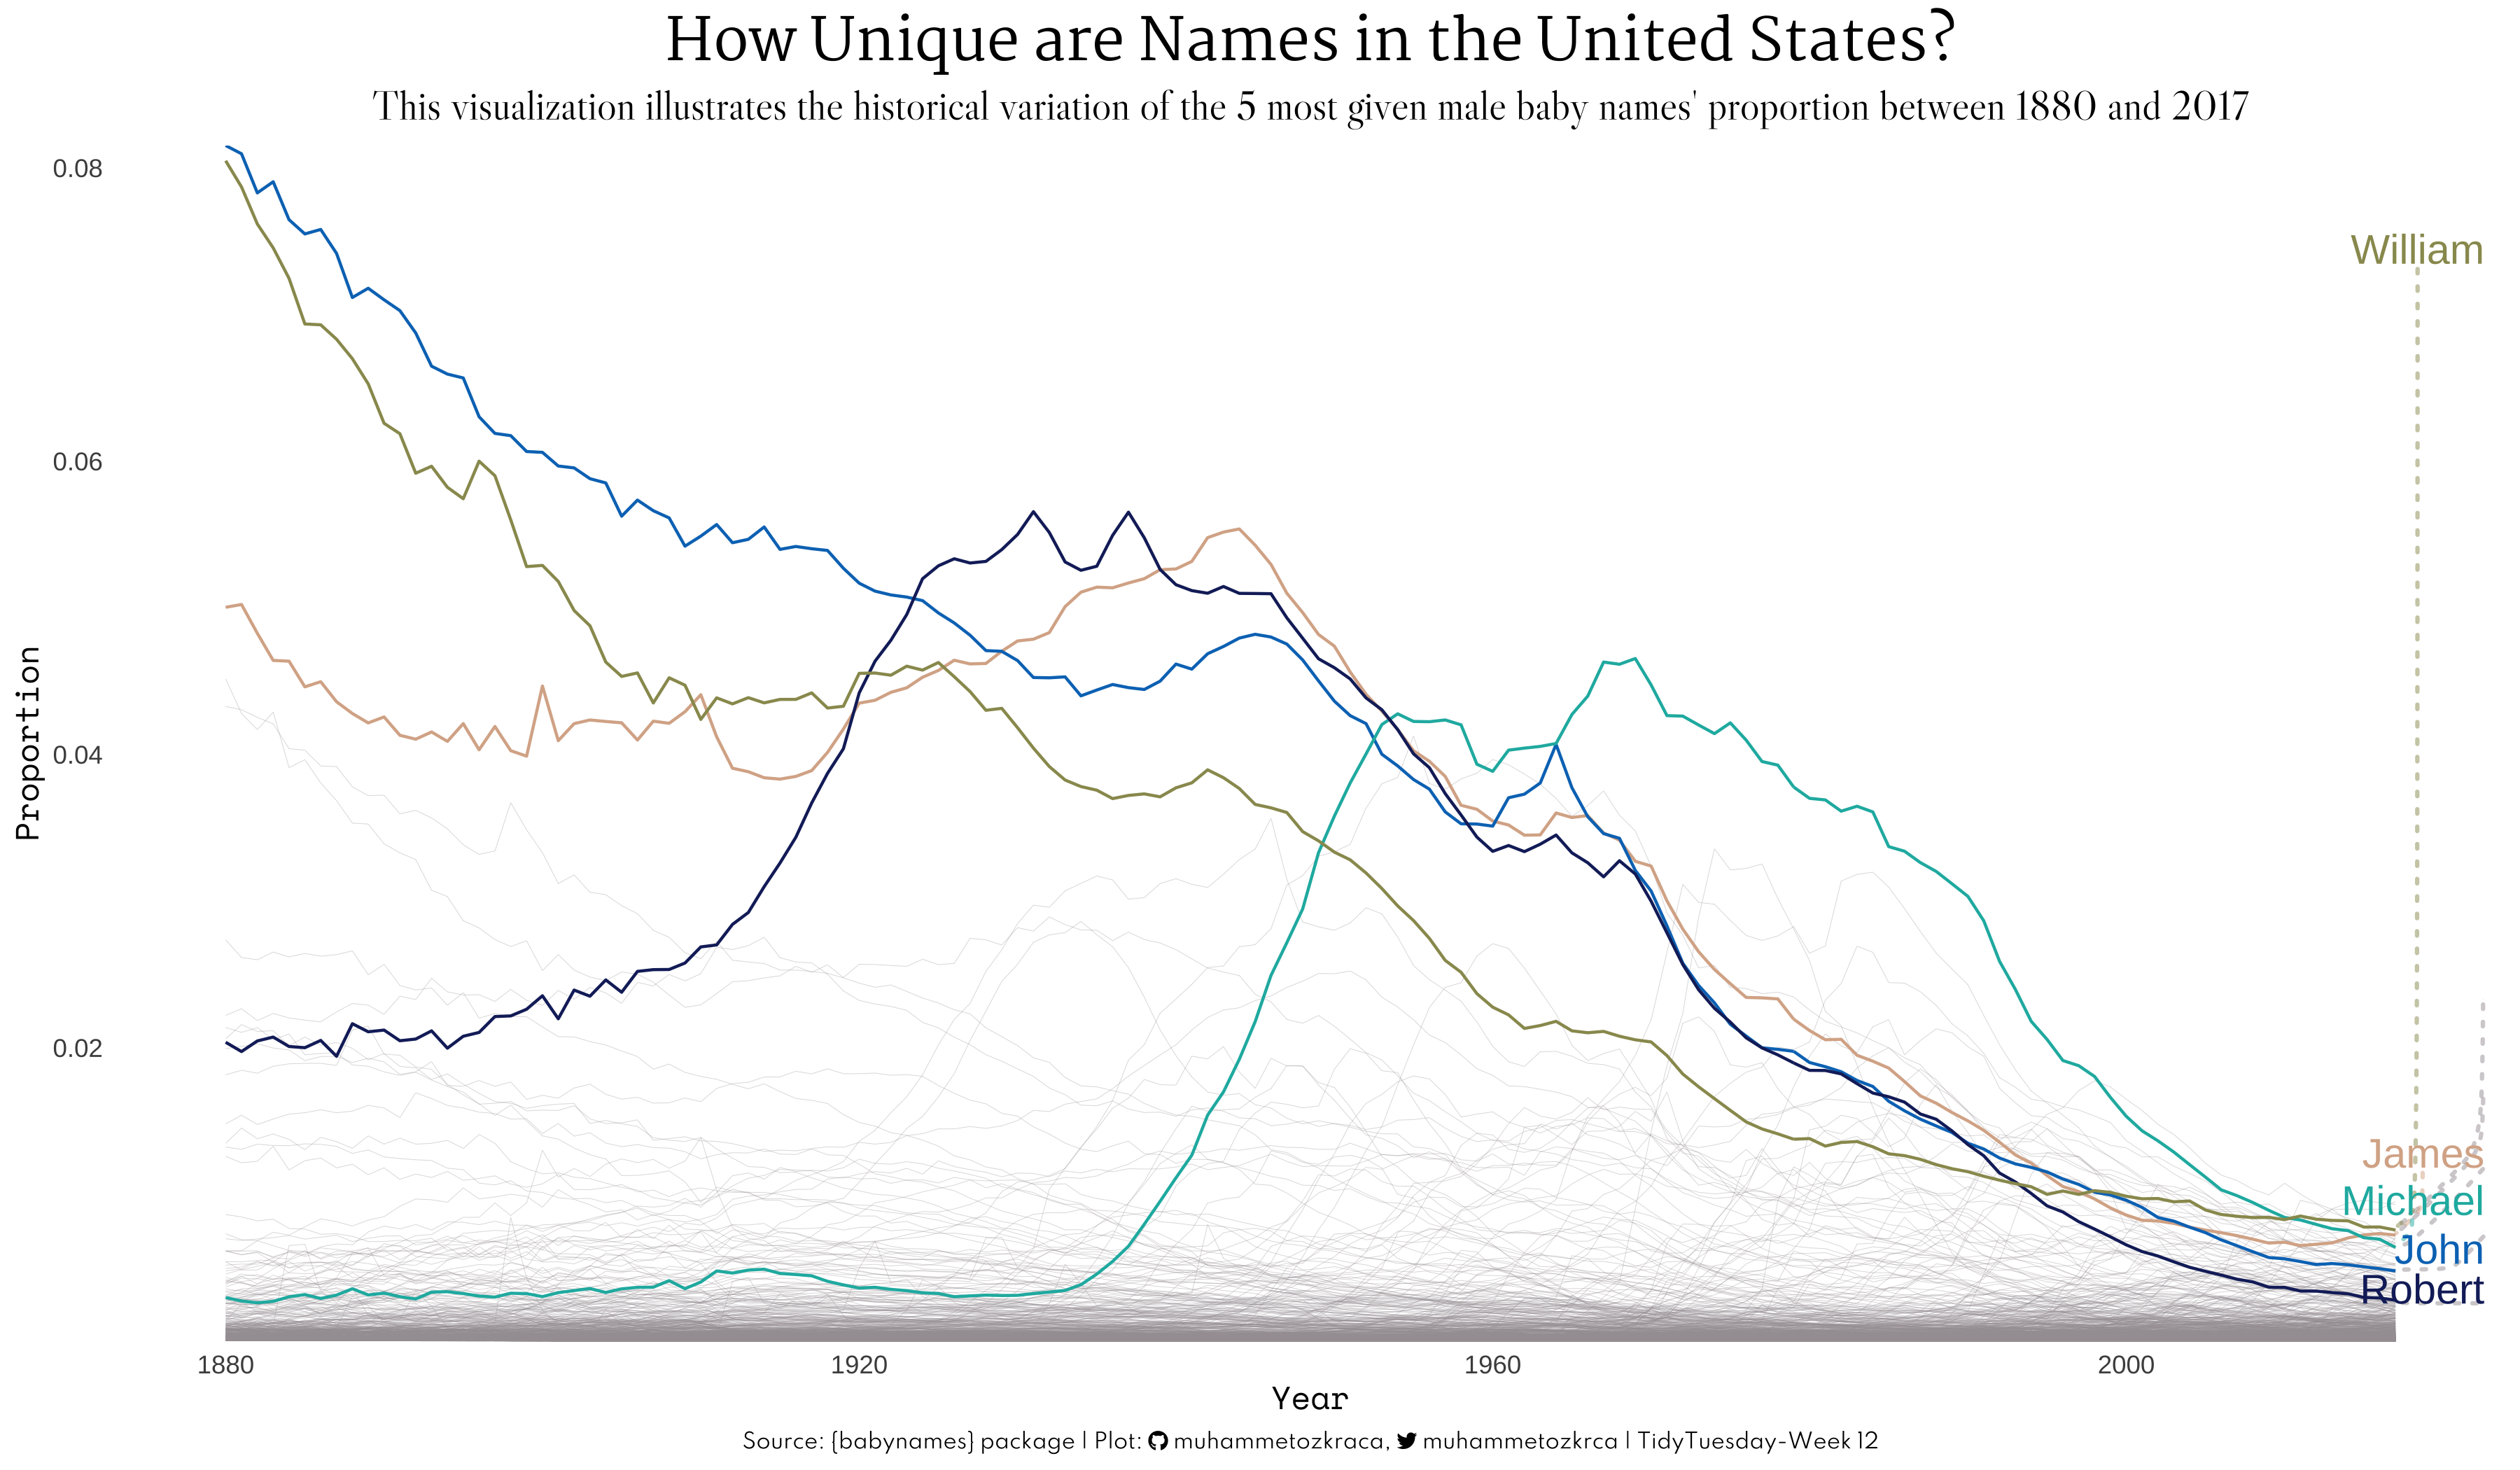 How Unique are Names in the United States?
This visualization illustrates the historical variation of the 5 most given male baby names' proportion between 1880 and 2017
0.08
0.06
0.04
0.02
Proportion
William
James
Michael
John
Robert
1880 1920 1960 2000
Year
Source: {babynames} package | Plot: muhammetozkraca, muhammetozkrca | TidyTuesday-Week 12